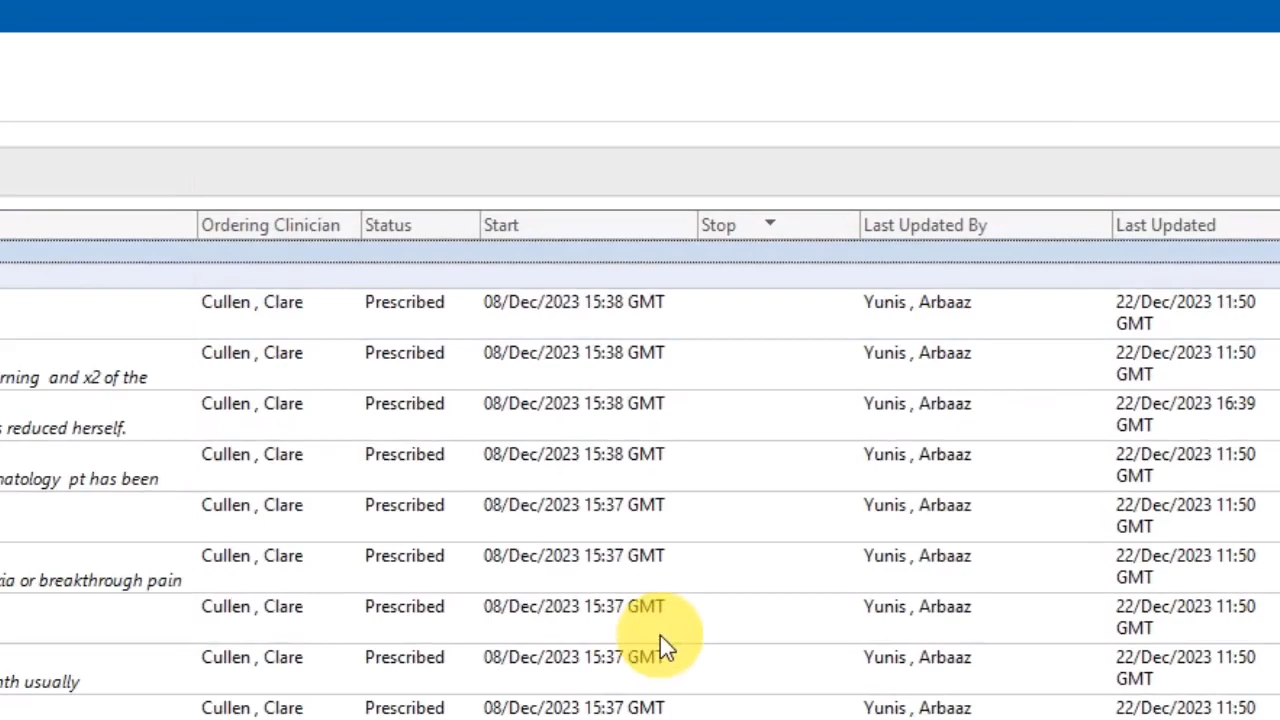 Ordering Clinician Status Start Stop Last Updated By Last Updated
Cullen , Clare Prescribed 08/Dec/2023 15:38 GMT Yunis , Arbaaz 22/Dec/2023 11:50
GMT
Cullen , Clare Prescribed 08/Dec/2023 15:38 GMT Yunis , Arbaaz 22/Dec/2023 11:50
rning and x2 of the GMT
Cullen , Clare Prescribed 08/Dec/2023 15:38 GMT Yunis , Arbaaz 22/Dec/2023 16:39
s reduced herself. GMT
Cullen , Clare Prescribed 08/Dec/2023 15:38 GMT Yunis , Arbaaz 22/Dec/2023 11:50
matology pt has been GMT
Cullen , Clare Prescribed 08/Dec/2023 15:37 GMT Yunis , Arbaaz 22/Dec/2023 11:50
GMT
Cullen , Clare Prescribed 08/Dec/2023 15:37 GMT Yunis , Arbaaz 22/Dec/2023 11:50
xia or breakthrough pain GMT
Cullen , Clare Prescribed 08/Dec/2023 15:37 GMT Yunis , Arbaaz 22/Dec/2023 11:50
GMT
Cullen , Clare Prescribed 08/Dec/2023 15:37 GMT Yunis , Arbaaz 22/Dec/2023 11:50
nth usually GMT
Cullen , Clare Prescribed 08/Dec/2023 15:37 GMT Yunis , Arbaaz 22/Dec/2023 11:50